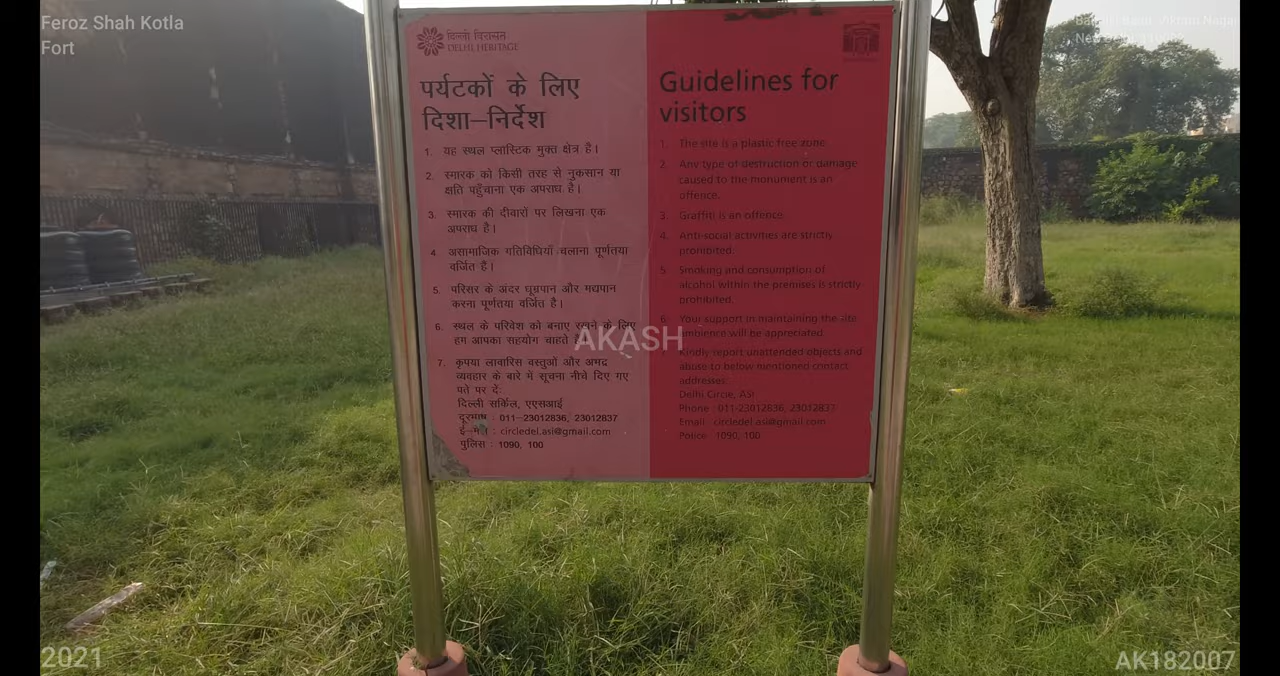 Feroz Shah Kotla
Fort
दिल्ली विरासत
DELHI HERITAGE
पर्यटकों के लिए
दिशा–निर्देश
1. यह स्थल प्लास्टिक मुक्त क्षेत्र है।
2. स्मारक को किसी तरह से नुकसान या
क्षति पहुँचाना एक अपराध है।
3. स्मारक की दीवारों पर लिखना एक
अपराध है।
4. असामाजिक गतिविधियाँ चलाना पूर्णतया
वर्जित हैं।
5. परिसर के अंदर धूम्रपान और मद्यपान
करना पूर्णतया वर्जित है।
6. स्थल के परिवेश को बनाए रखने के लिए
हम आपका सहयोग चाहते
7. कृपया लावारिस वस्तुओं और अभद्र
व्यवहार के बारे में सूचना नीचे दिए गए
पते पर दें:
दिल्ली सर्किल, एएसआई
दूरभाष : 011–23012836, 23012837
ई–मेल : circledel.asi@gmail.com
पुलिस : 1090, 100
Guidelines for
visitors
1. The site is a plastic free zone.
2. Any type of destruction or damage
caused to the monument is an
offence.
3. Graffiti is an offence.
4. Anti-social activities are strictly
prohibited.
5. Smoking and consumption of
alcohol within the premises is strictly
prohibited.
6. Your support in maintaining the site
ambience will be appreciated.
7. Kindly report unattended objects and
abuse to below mentioned contact
addresses:
Delhi Circle, ASI
Phone : 011-23012836, 23012837
Email : circledel.asi@gmail.com
Police : 1090, 100
AKASH
2021
AK182007